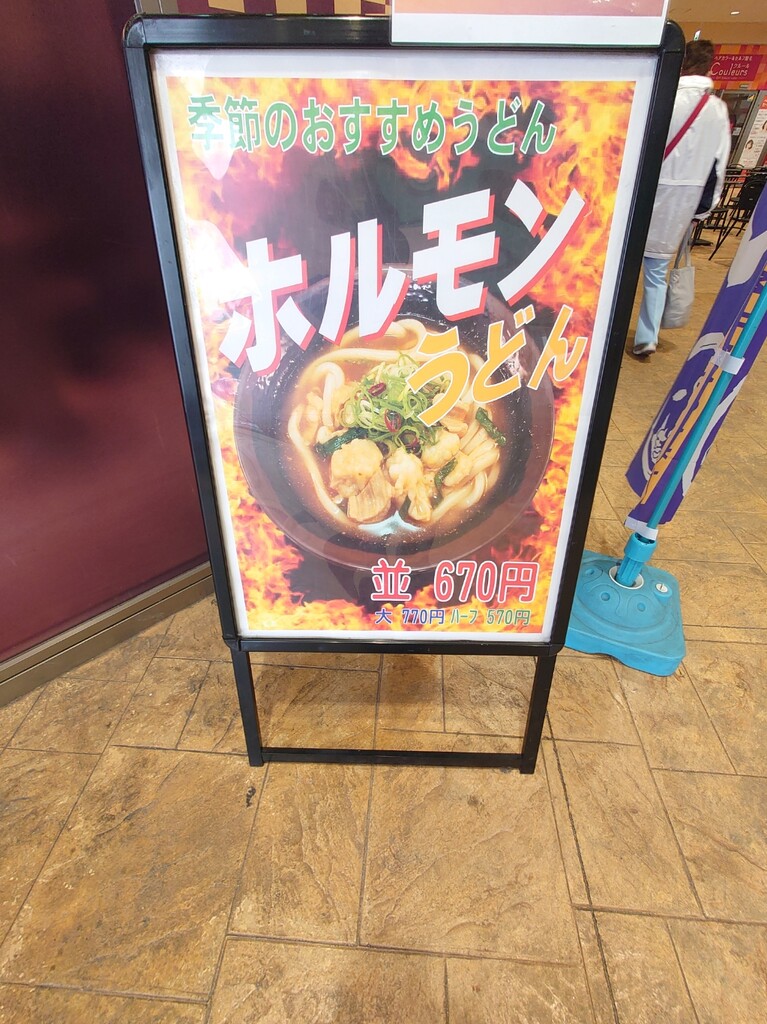 季節のおすすめうどん
ホルモン
うどん
並 670円
大 770円 ハーフ 570円
Couleurs